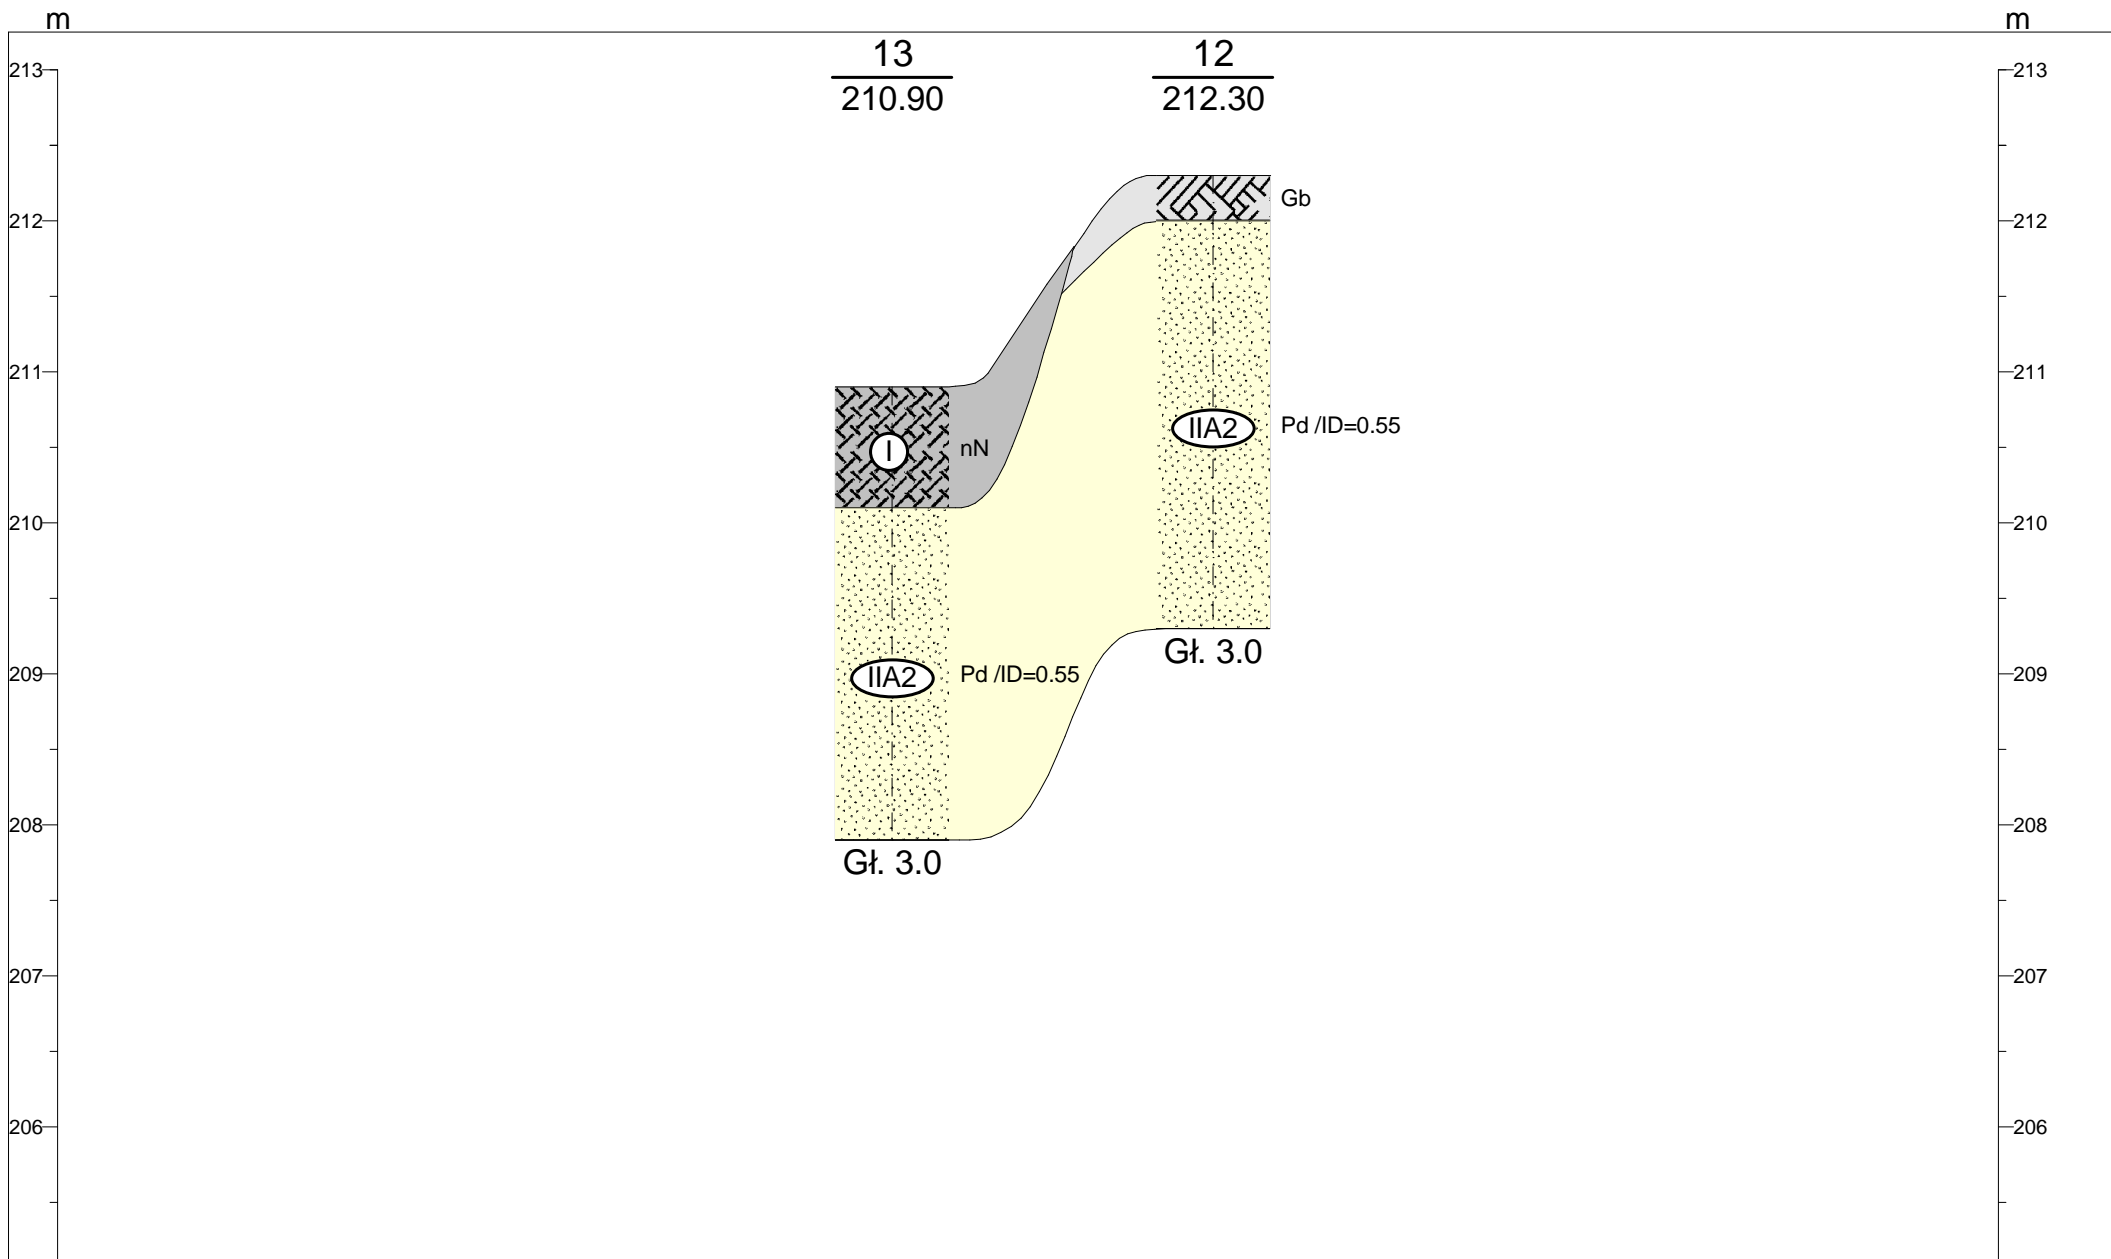 m m
13 12
213 213
210.90 212.30
Gb
212 212
211 211
IIA2 Pd /ID=0.55
I nN
210 210
Gł. 3.0
209 IIA2 Pd /ID=0.55 209
208 208
Gł. 3.0
207 207
206 206